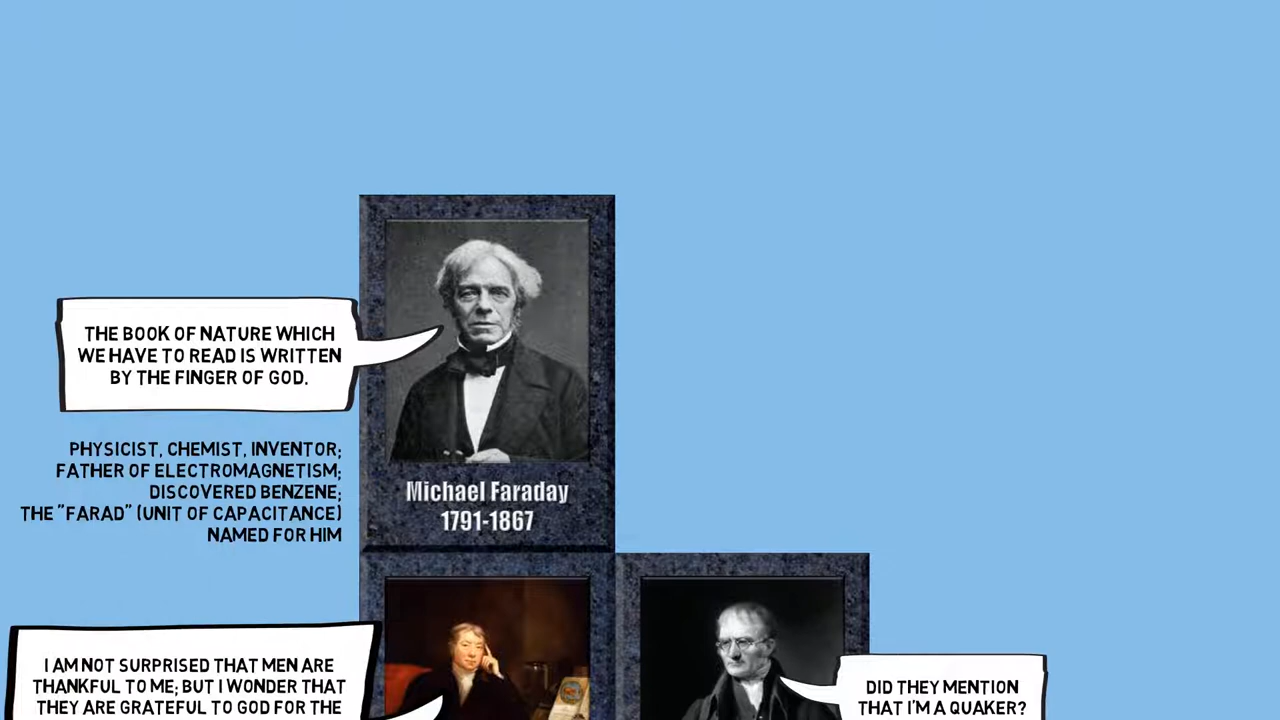 THE BOOK OF NATURE WHICH
WE HAVE TO READ IS WRITTEN
BY THE FINGER OF GOD.
PHYSICIST, CHEMIST, INVENTOR;
FATHER OF ELECTROMAGNETISM;
DISCOVERED BENZENE;
THE "FARAD" (UNIT OF CAPACITANCE)
NAMED FOR HIM
Michael Faraday
1791-1867
I AM NOT SURPRISED THAT MEN ARE
THANKFUL TO ME; BUT I WONDER THAT
THEY ARE GRATEFUL TO GOD FOR THE
DID THEY MENTION
THAT I'M A QUAKER?